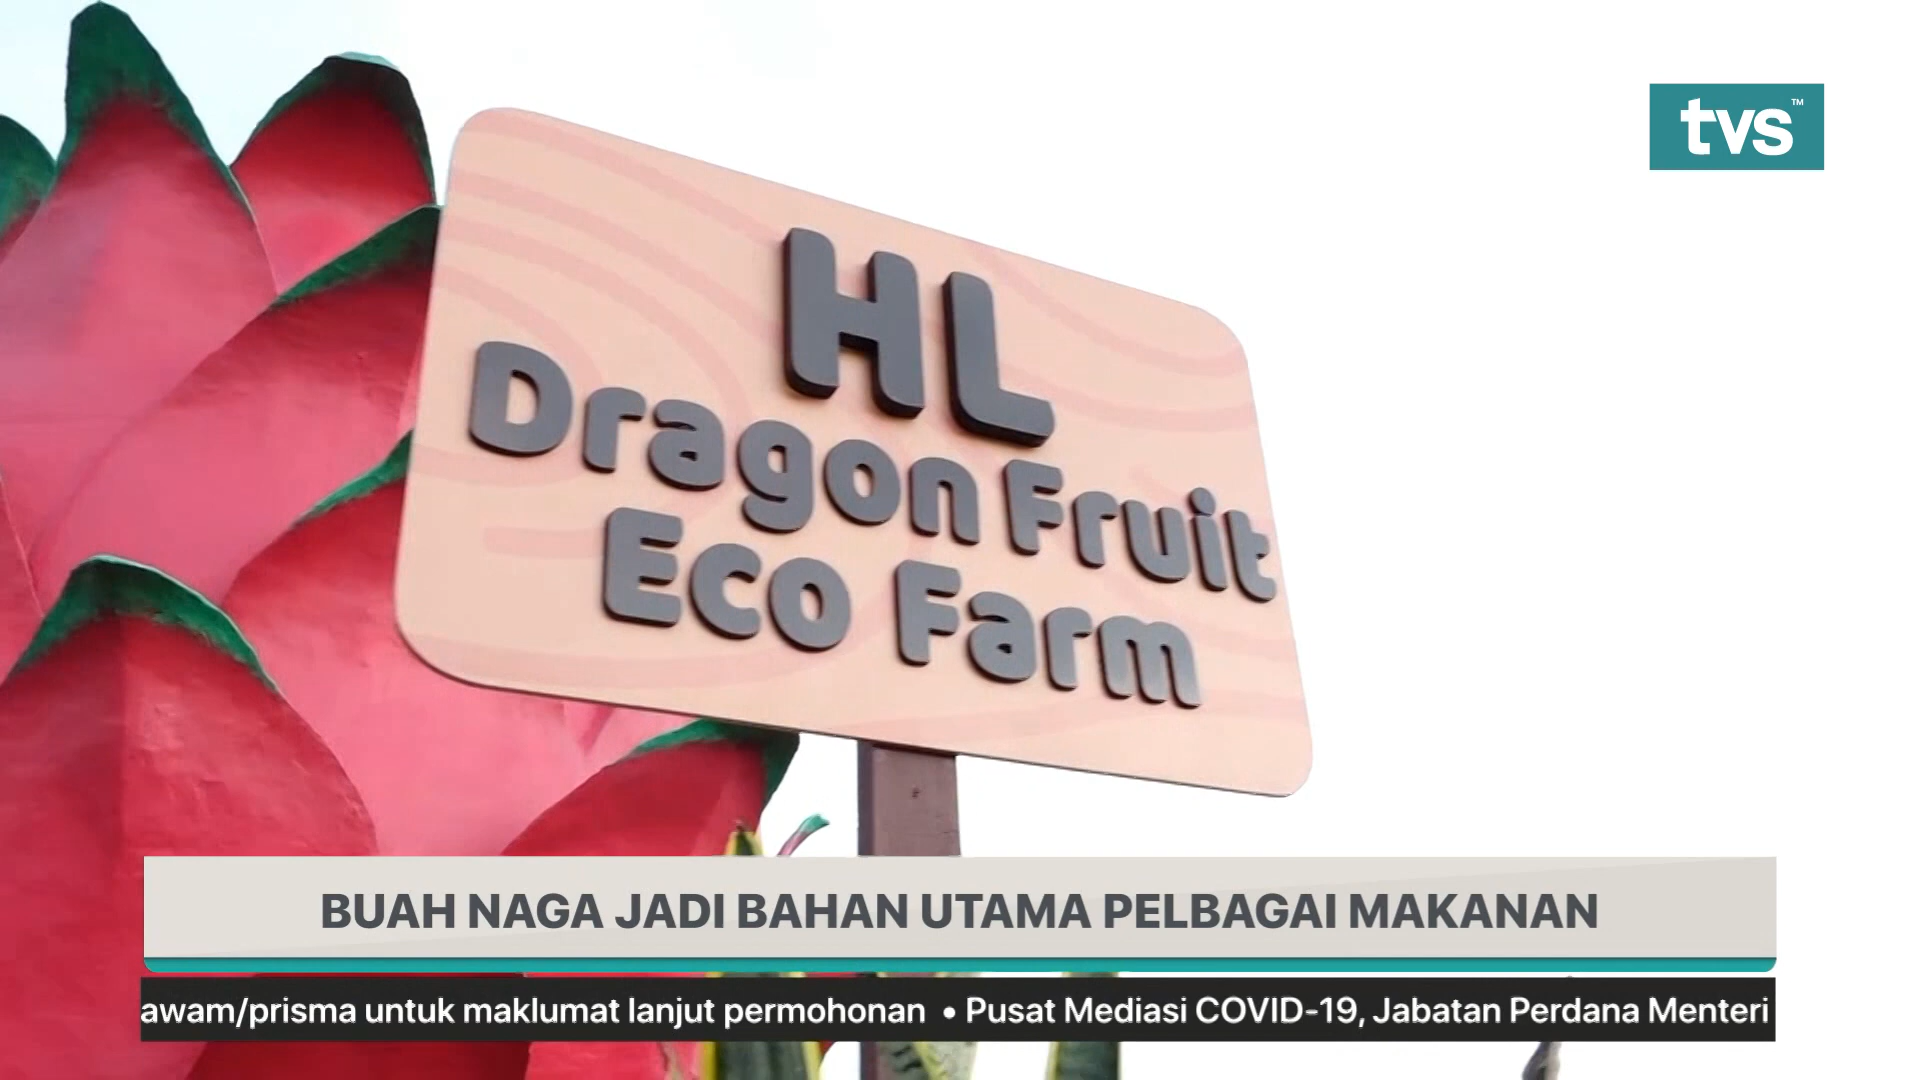 tvs™
HL
Dragon Fruit
Eco Farm
BUAH NAGA JADI BAHAN UTAMA PELBAGAI MAKANAN
awam/prisma untuk maklumat lanjut permohonan • Pusat Mediasi COVID-19, Jabatan Perdana Menteri